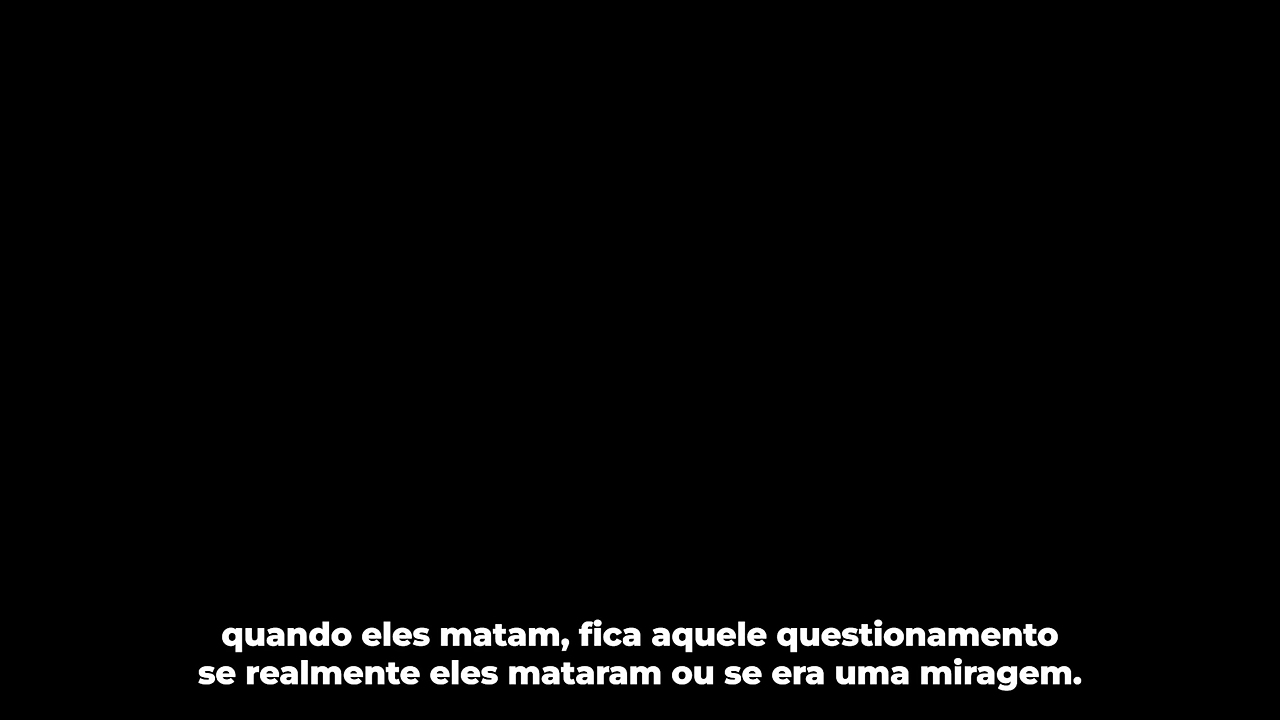 quando eles matam, fica aquele questionamento
se realmente eles mataram ou se era uma miragem.